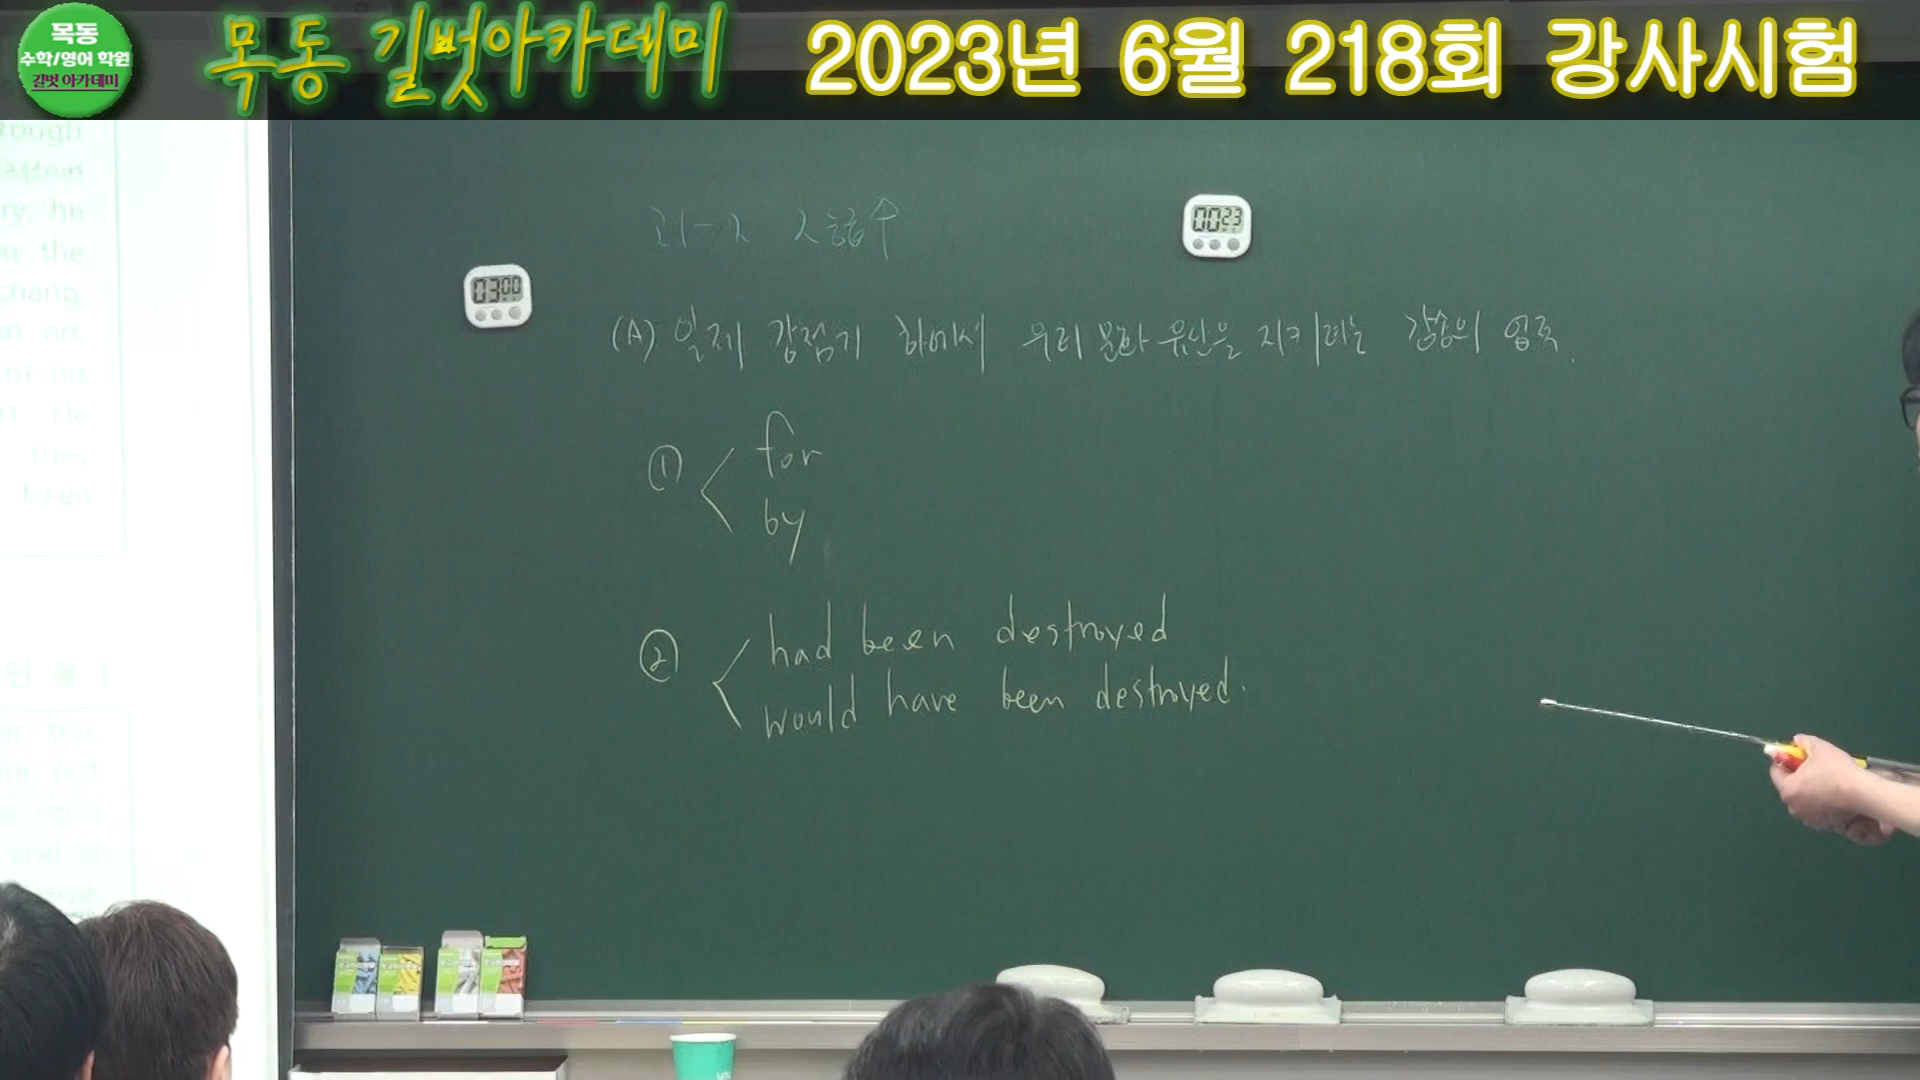 목동
수학/영어 학원
길벗 아카데미
목동 길벗아카데미
2023년 6월 218회 강사시험
00 23
03 00
(A) 일제 강점기 하에서 우리 문화 유산을 지키려는 간송의 업적.
① for
by
② had been destroyed
would have been destroyed.
the
chang